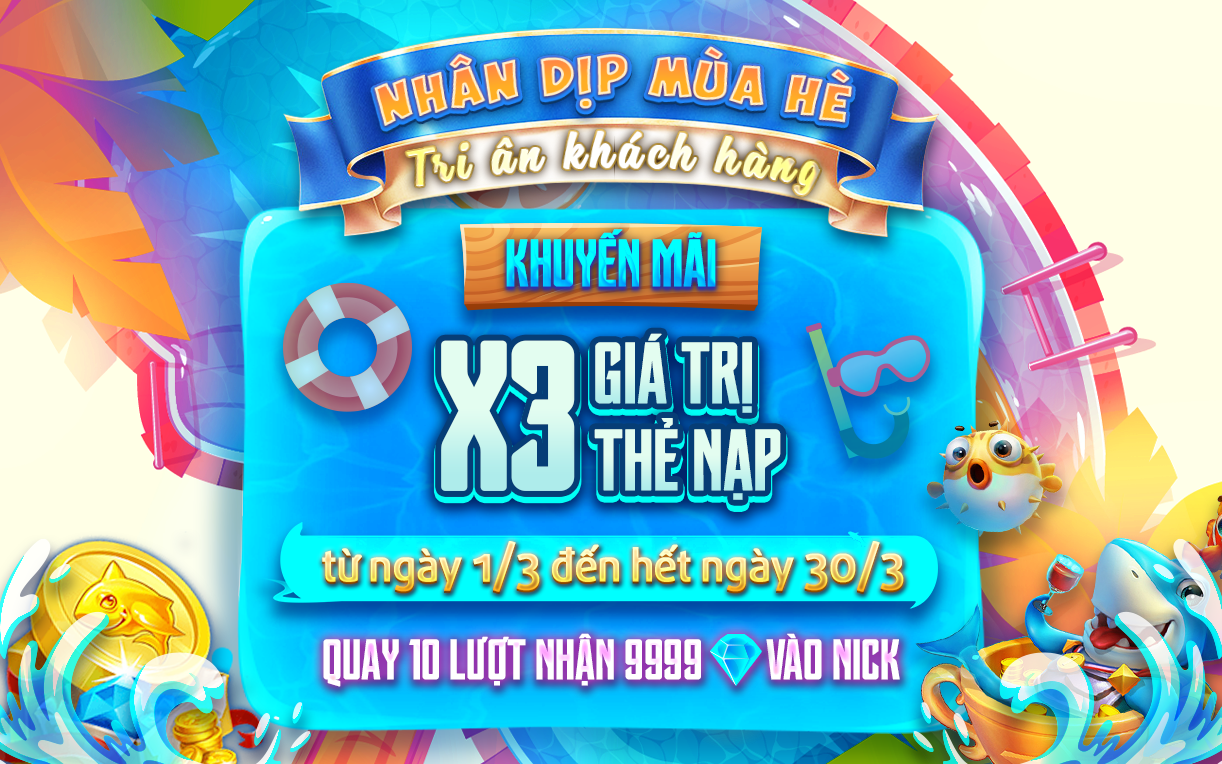 NHÂN DỊP MÙA HÈ
Tri ân khách hàng
KHUYẾN MÃI
X3 GIÁ TRỊ
THẺ NẠP
từ ngày 1/3 đến hết ngày 30/3
QUAY 10 LƯỢT NHẬN 9999 VÀO NICK